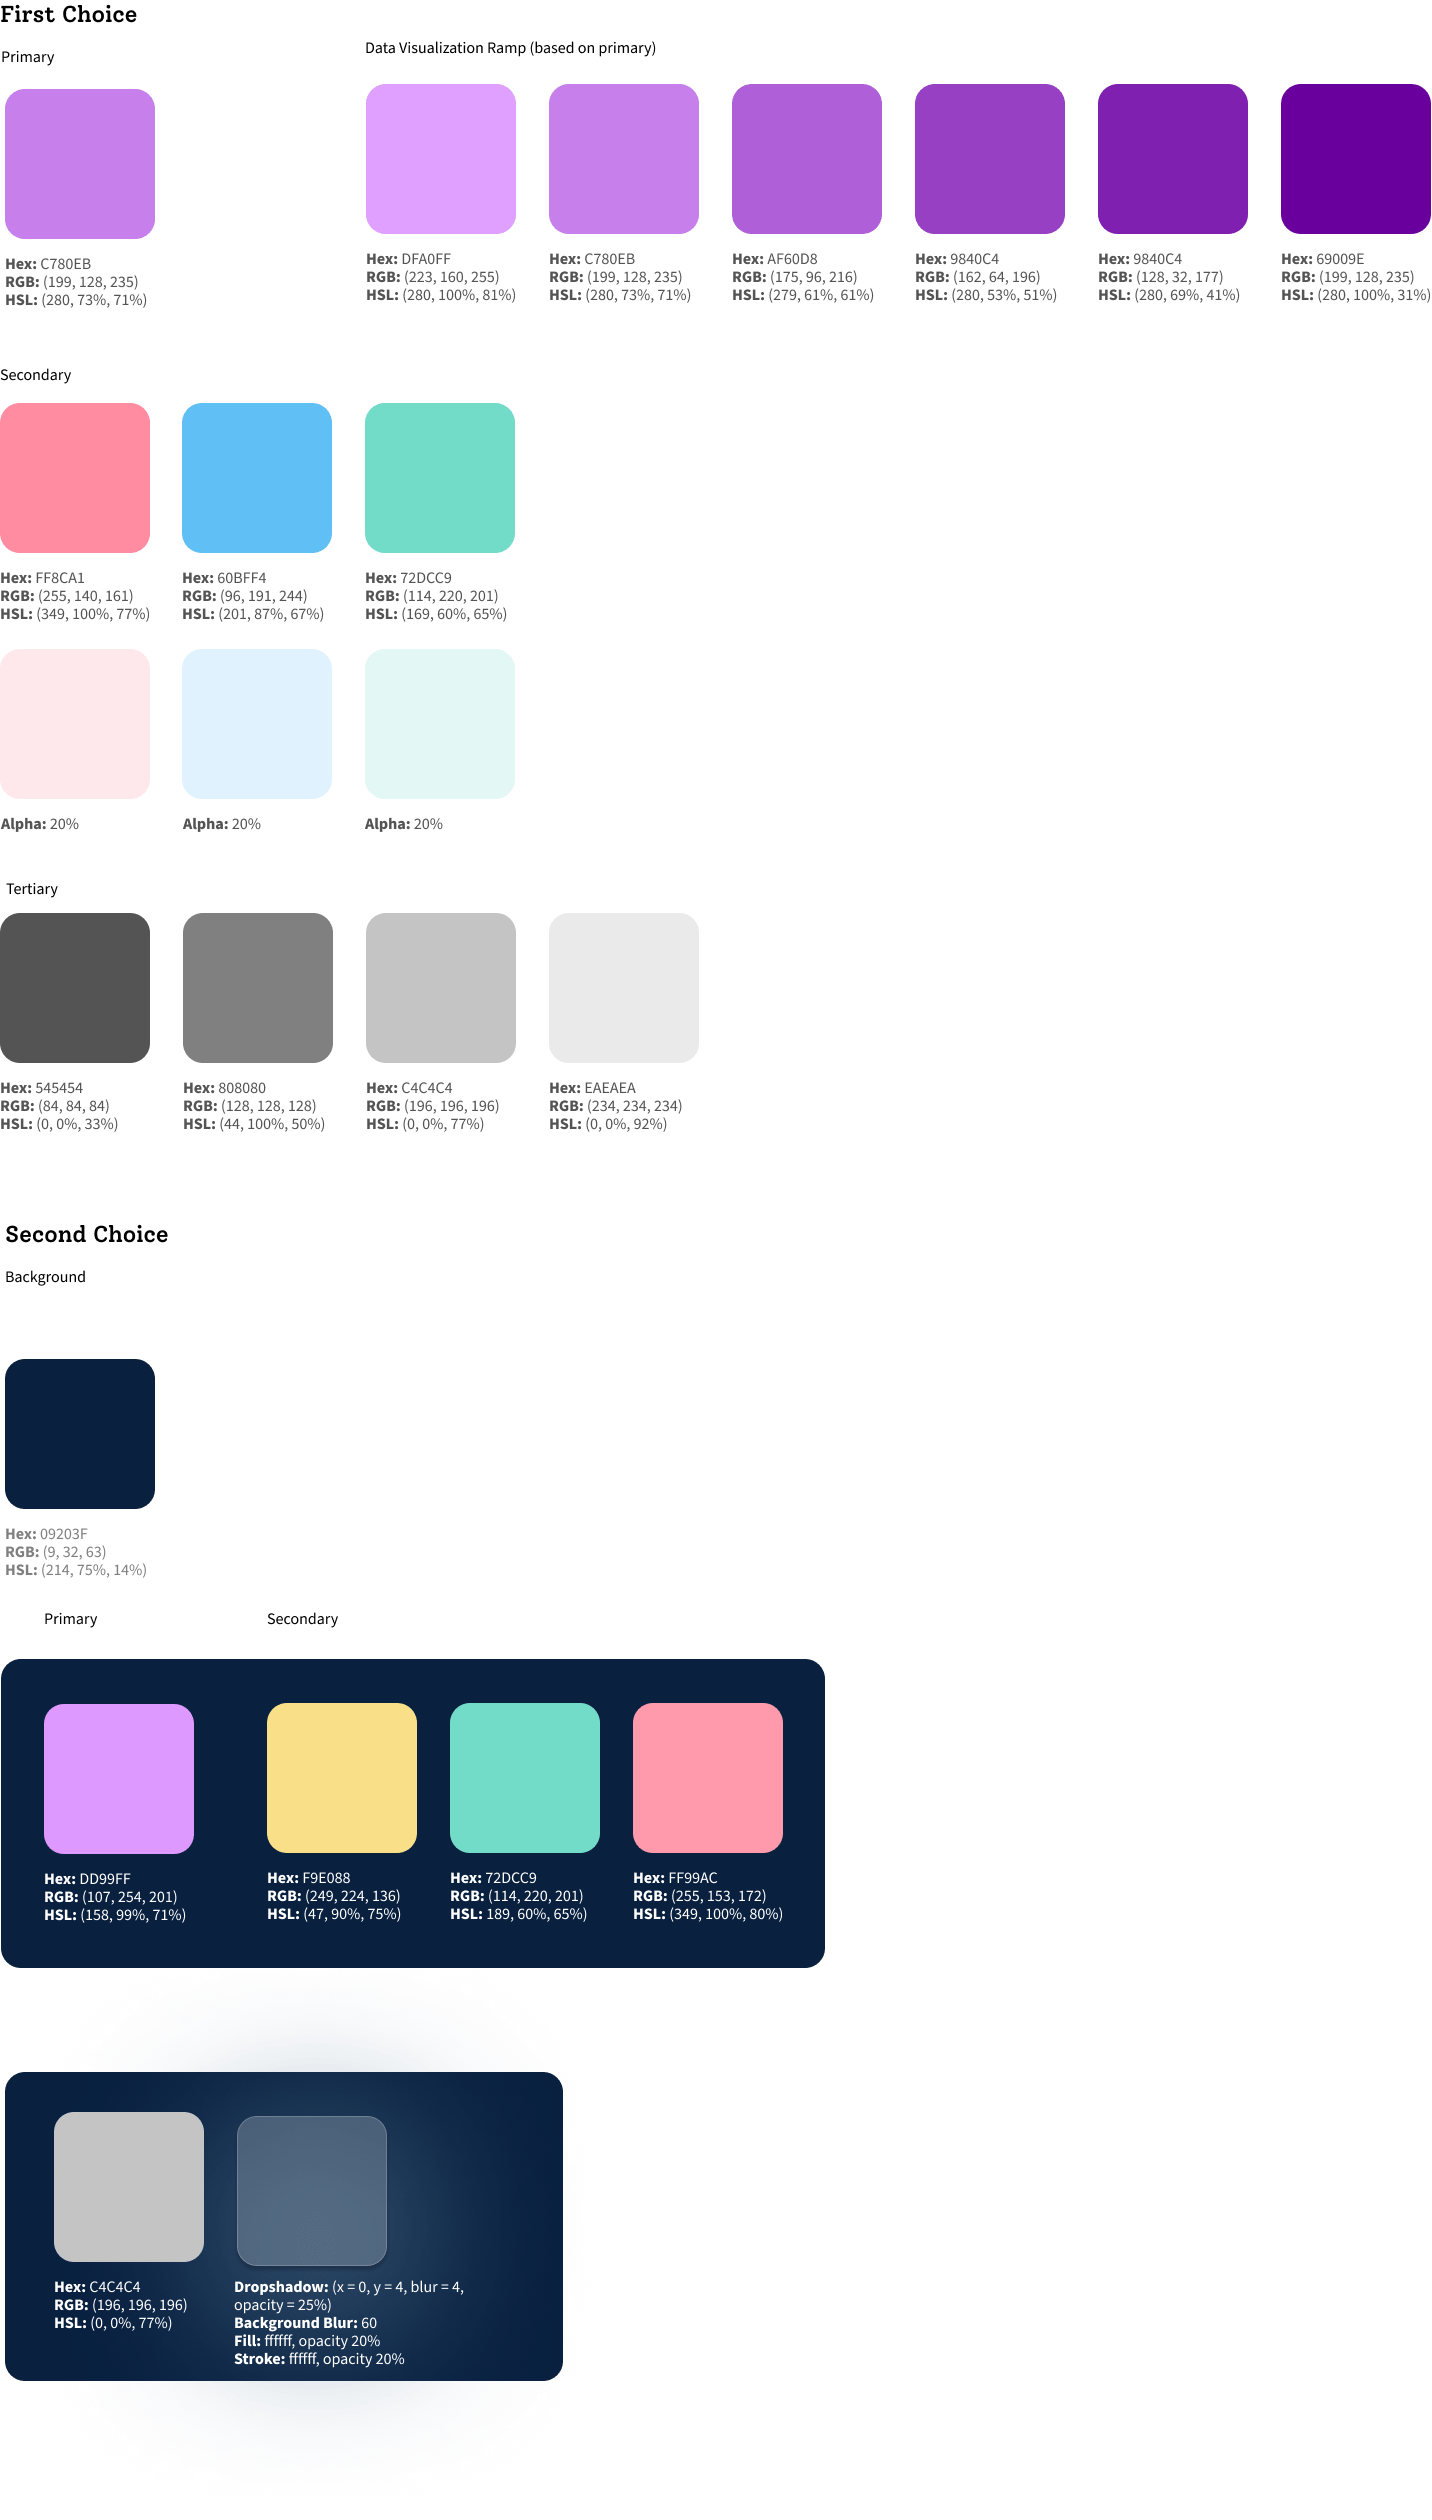 First Choice
Primary
Data Visualization Ramp (based on primary)
Hex: C780EB
RGB: (199, 128, 235)
HSL: (280, 73%, 71%)
Hex: DFA0FF
RGB: (223, 160, 255)
HSL: (280, 100%, 81%)
Hex: C780EB
RGB: (199, 128, 235)
HSL: (280, 73%, 71%)
Hex: AF60D8
RGB: (175, 96, 216)
HSL: (279, 61%, 61%)
Hex: 9840C4
RGB: (162, 64, 196)
HSL: (280, 53%, 51%)
Hex: 9840C4
RGB: (128, 32, 177)
HSL: (280, 69%, 41%)
Hex: 69009E
RGB: (199, 128, 235)
HSL: (280, 100%, 31%)
Secondary
Hex: FF8CA1
RGB: (255, 140, 161)
HSL: (349, 100%, 77%)
Hex: 60BFF4
RGB: (96, 191, 244)
HSL: (201, 87%, 67%)
Hex: 72DCC9
RGB: (114, 220, 201)
HSL: (169, 60%, 65%)
Alpha: 20%
Alpha: 20%
Alpha: 20%
Tertiary
Hex: 545454
RGB: (84, 84, 84)
HSL: (0, 0%, 33%)
Hex: 808080
RGB: (128, 128, 128)
HSL: (44, 100%, 50%)
Hex: C4C4C4
RGB: (196, 196, 196)
HSL: (0, 0%, 77%)
Hex: EAEAEA
RGB: (234, 234, 234)
HSL: (0, 0%, 92%)
Second Choice
Background
Hex: 09203F
RGB: (9, 32, 63)
HSL: (214, 75%, 14%)
Primary
Secondary
Hex: DD99FF
RGB: (107, 254, 201)
HSL: (158, 99%, 71%)
Hex: F9E088
RGB: (249, 224, 136)
HSL: (47, 90%, 75%)
Hex: 72DCC9
RGB: (114, 220, 201)
HSL: 189, 60%, 65%)
Hex: FF99AC
RGB: (255, 153, 172)
HSL: (349, 100%, 80%)
Hex: C4C4C4
RGB: (196, 196, 196)
HSL: (0, 0%, 77%)
Dropshadow: (x = 0, y = 4, blur = 4,
opacity = 25%)
Background Blur: 60
Fill: ffffff, opacity 20%
Stroke: ffffff, opacity 20%